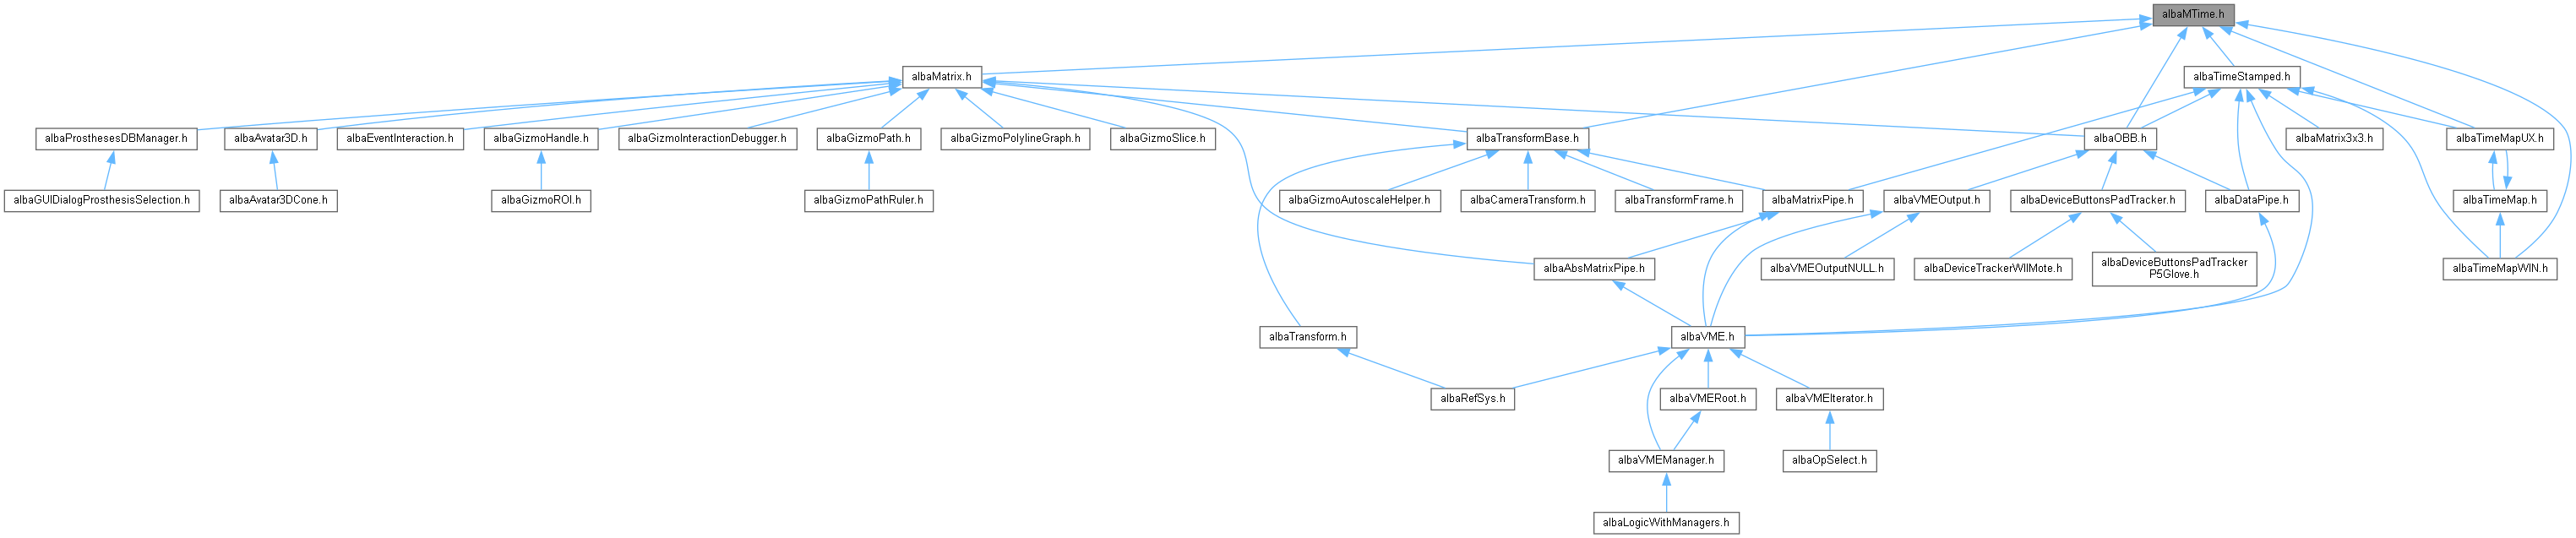 albaMTime.h
albaMatrix.h
albaTimeStamped.h
albaProsthesesDBManager.h
albaAvatar3D.h
albaEventInteraction.h
albaGizmoHandle.h
albaGizmoInteractionDebugger.h
albaGizmoPath.h
albaGizmoPolylineGraph.h
albaGizmoSlice.h
albaTransformBase.h
albaOBB.h
albaMatrix3x3.h
albaTimeMapUX.h
albaGUIDialogProsthesisSelection.h
albaAvatar3DCone.h
albaGizmoROI.h
albaGizmoPathRuler.h
albaGizmoAutoscaleHelper.h
albaCameraTransform.h
albaTransformFrame.h
albaMatrixPipe.h
albaVMEOutput.h
albaDeviceButtonsPadTracker.h
albaDataPipe.h
albaTimeMap.h
albaAbsMatrixPipe.h
albaVMEOutputNULL.h
albaDeviceTrackerWIIMote.h
albaDeviceButtonsPadTracker
P5Glove.h
albaTimeMapWIN.h
albaTransform.h
albaVME.h
albaRefSys.h
albaVMERoot.h
albaVMEIterator.h
albaVMEManager.h
albaOpSelect.h
albaLogicWithManagers.h